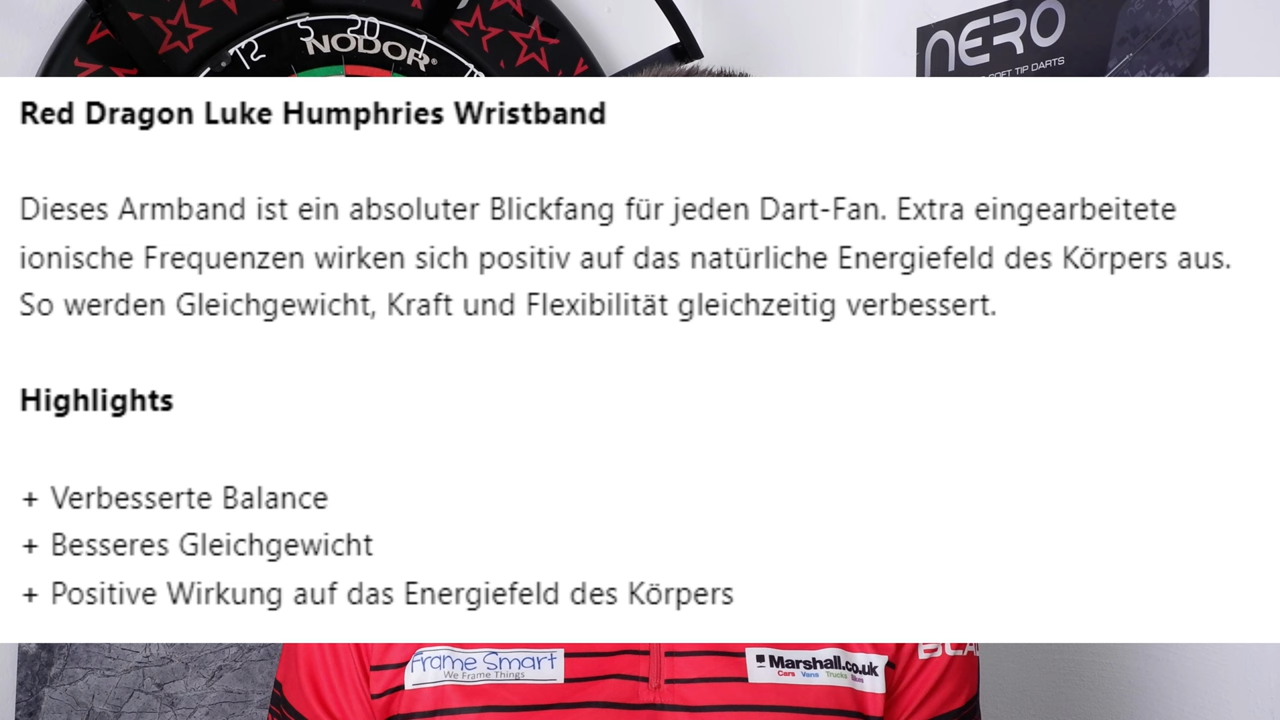 12 5 20 1
NODOR®
NERO
SOFT TIP DARTS
Red Dragon Luke Humphries Wristband
Dieses Armband ist ein absoluter Blickfang für jeden Dart-Fan. Extra eingearbeitete
ionische Frequenzen wirken sich positiv auf das natürliche Energiefeld des Körpers aus.
So werden Gleichgewicht, Kraft und Flexibilität gleichzeitig verbessert.
Highlights
+ Verbesserte Balance
+ Besseres Gleichgewicht
+ Positive Wirkung auf das Energiefeld des Körpers
Frame Smart
We Frame Things
Marshall.co.uk
Cars Vans Trucks